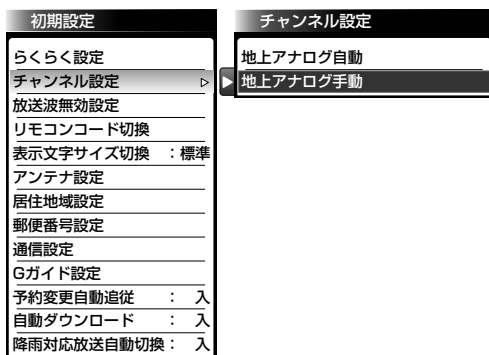 初期設定
らくらく設定
チャンネル設定
放送波無効設定
リモコンコード切換
表示文字サイズ切換 ：標準
アンテナ設定
居住地域設定
郵便番号設定
通信設定
Gガイド設定
予約変更自動追従 ： 入
自動ダウンロード ： 入
降雨対応放送自動切換： 入
チャンネル設定
地上アナログ自動
地上アナログ手動